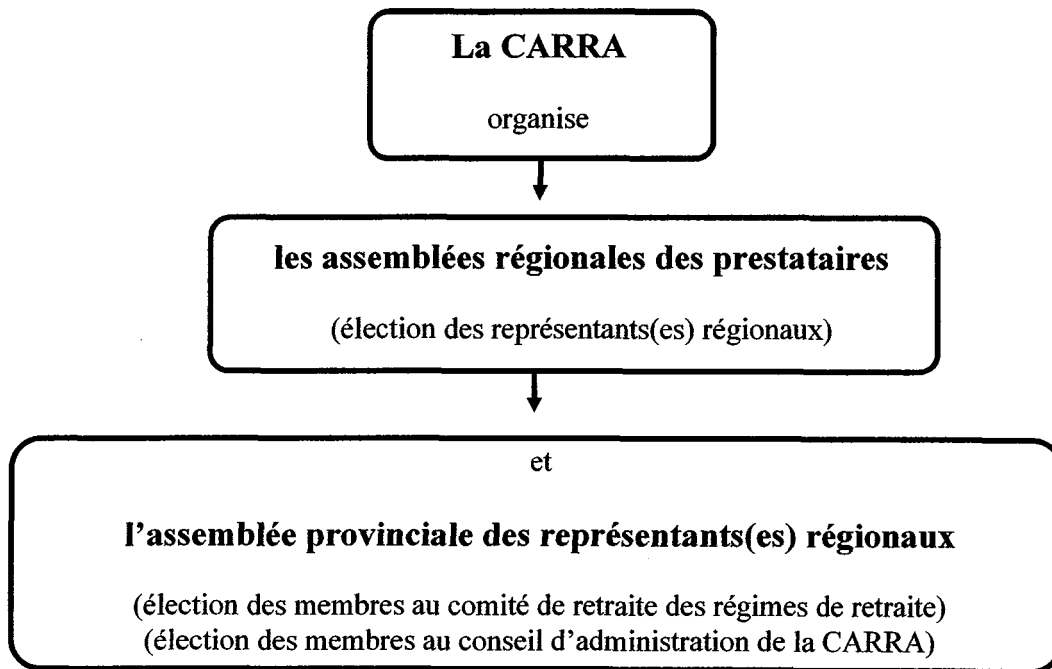 La CARRA
organise
les assemblées régionales des prestataires
(élection des représentants(es) régionaux)
et
l'assemblée provinciale des représentants(es) régionaux
(élection des membres au comité de retraite des régimes de retraite)
(élection des membres au conseil d'administration de la CARRA)